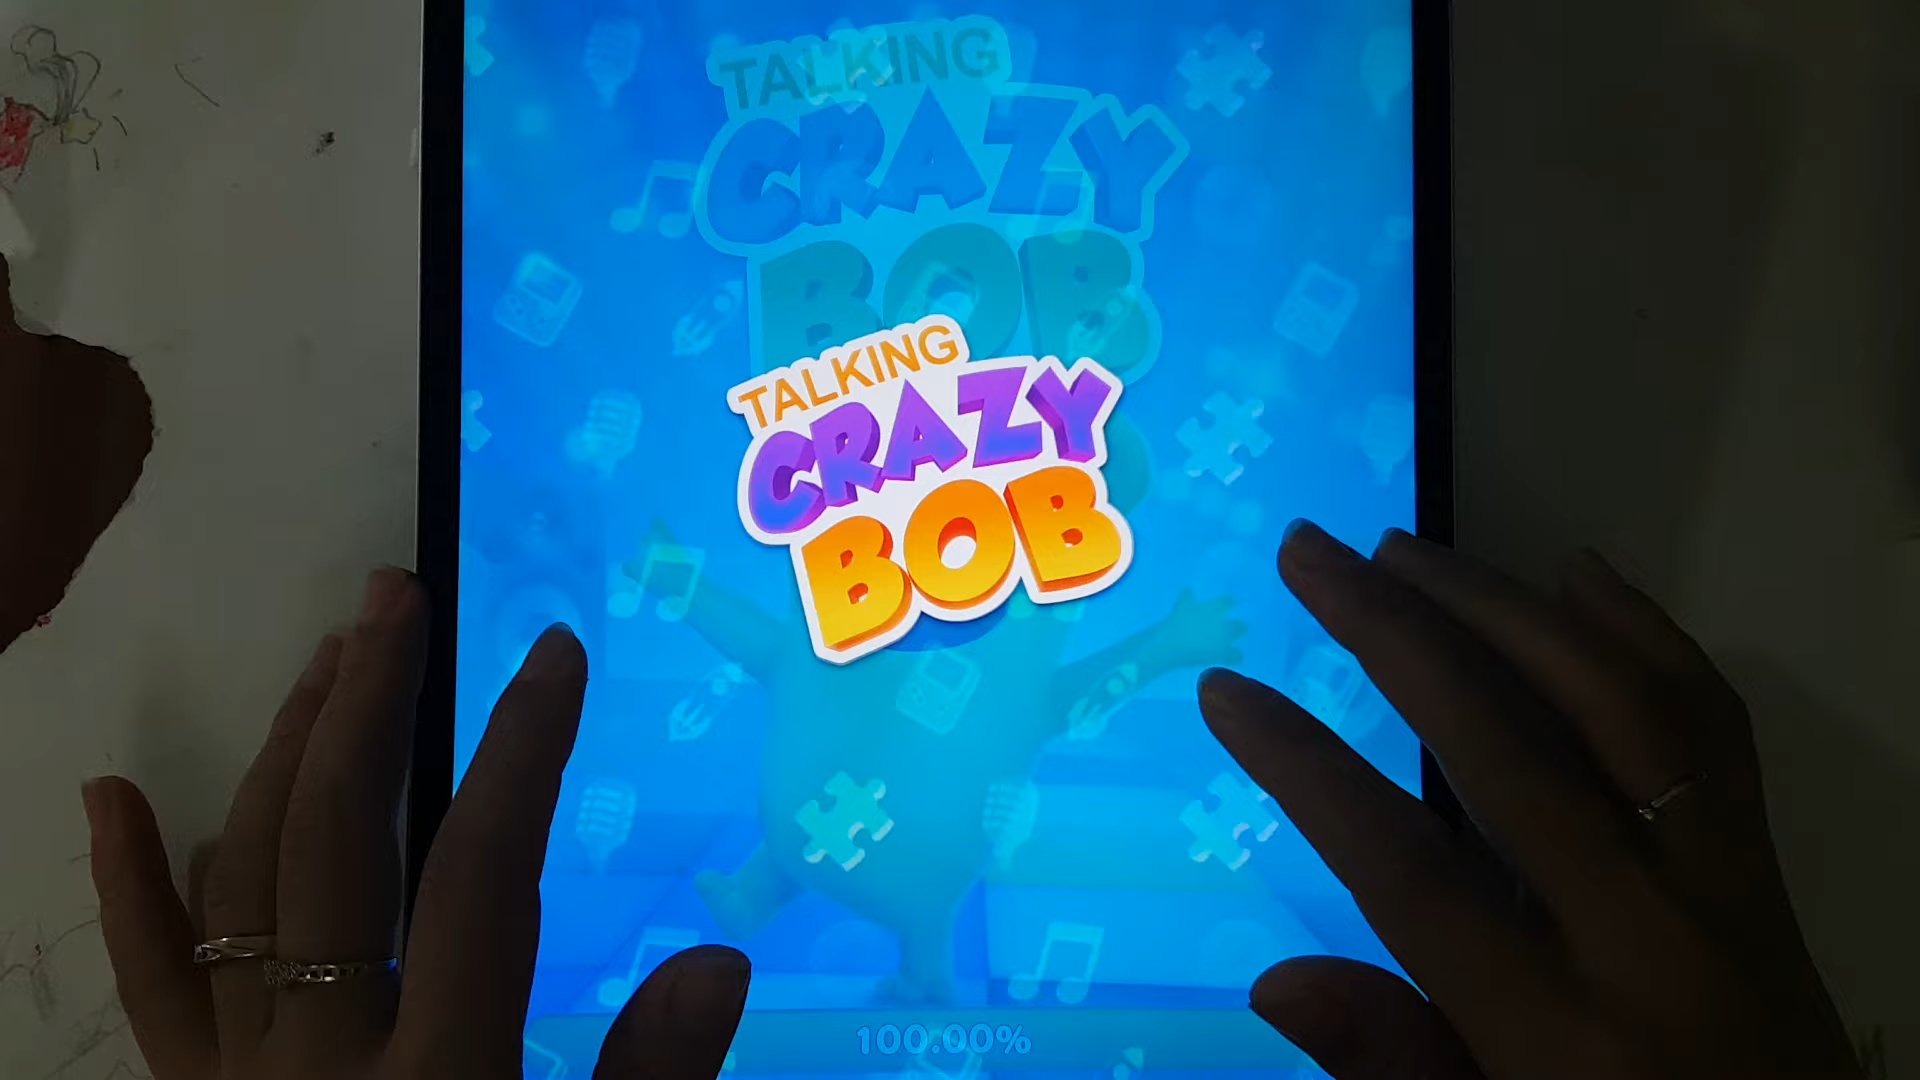 TALKING
CRAZY
BOB
TALKING
CRAZY
BOB
100.00%